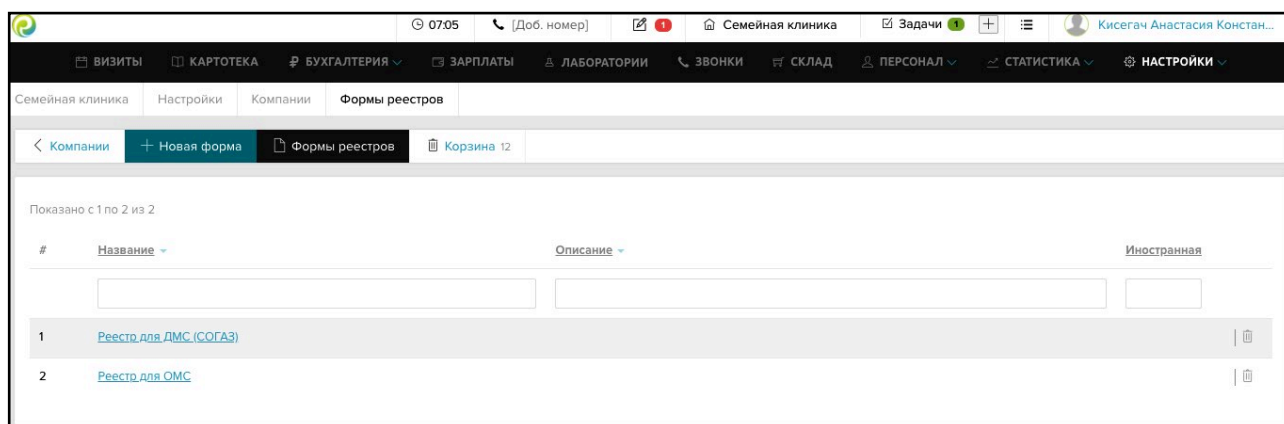 07:05 [Доб. номер] 1 Семейная клиника Задачи 1 + Кисегач Анастасия Констан...
ВИЗИТЫ КАРТОТЕКА ₽ БУХГАЛТЕРИЯ ЗАРПЛАТЫ ЛАБОРАТОРИИ ЗВОНКИ СКЛАД ПЕРСОНАЛ СТАТИСТИКА НАСТРОЙКИ
Семейная клиника Настройки Компании Формы реестров
< Компании + Новая форма Формы реестров Корзина 12
Показано с 1 по 2 из 2
# Название Описание Иностранная
1 Реестр для ДМС (СОГАЗ)
2 Реестр для ОМС